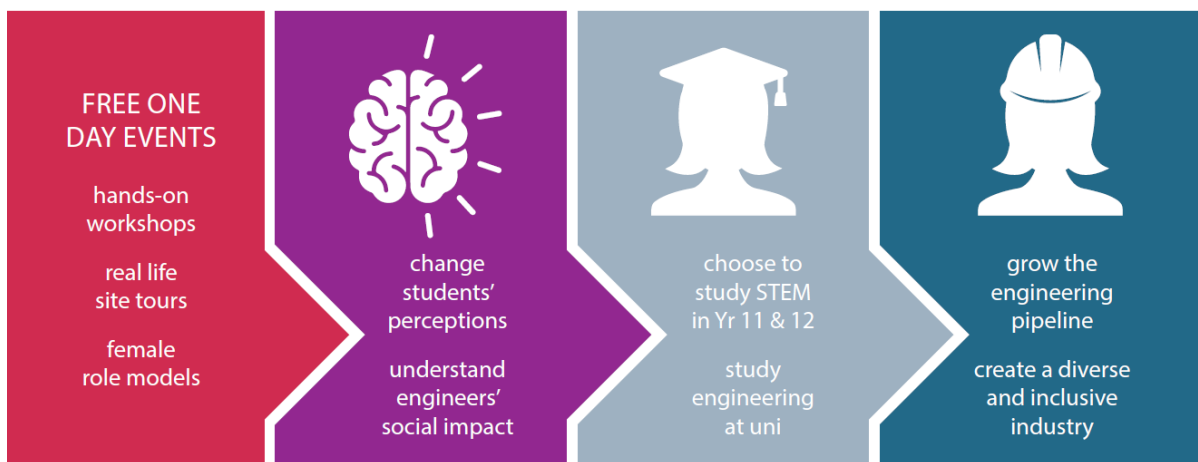 FREE ONE
DAY EVENTS
hands-on
workshops
real life
site tours
female
role models
change
students’
perceptions
understand
engineers’
social impact
choose to
study STEM
in Yr 11 & 12
study
engineering
at uni
grow the
engineering
pipeline
create a diverse
and inclusive
industry